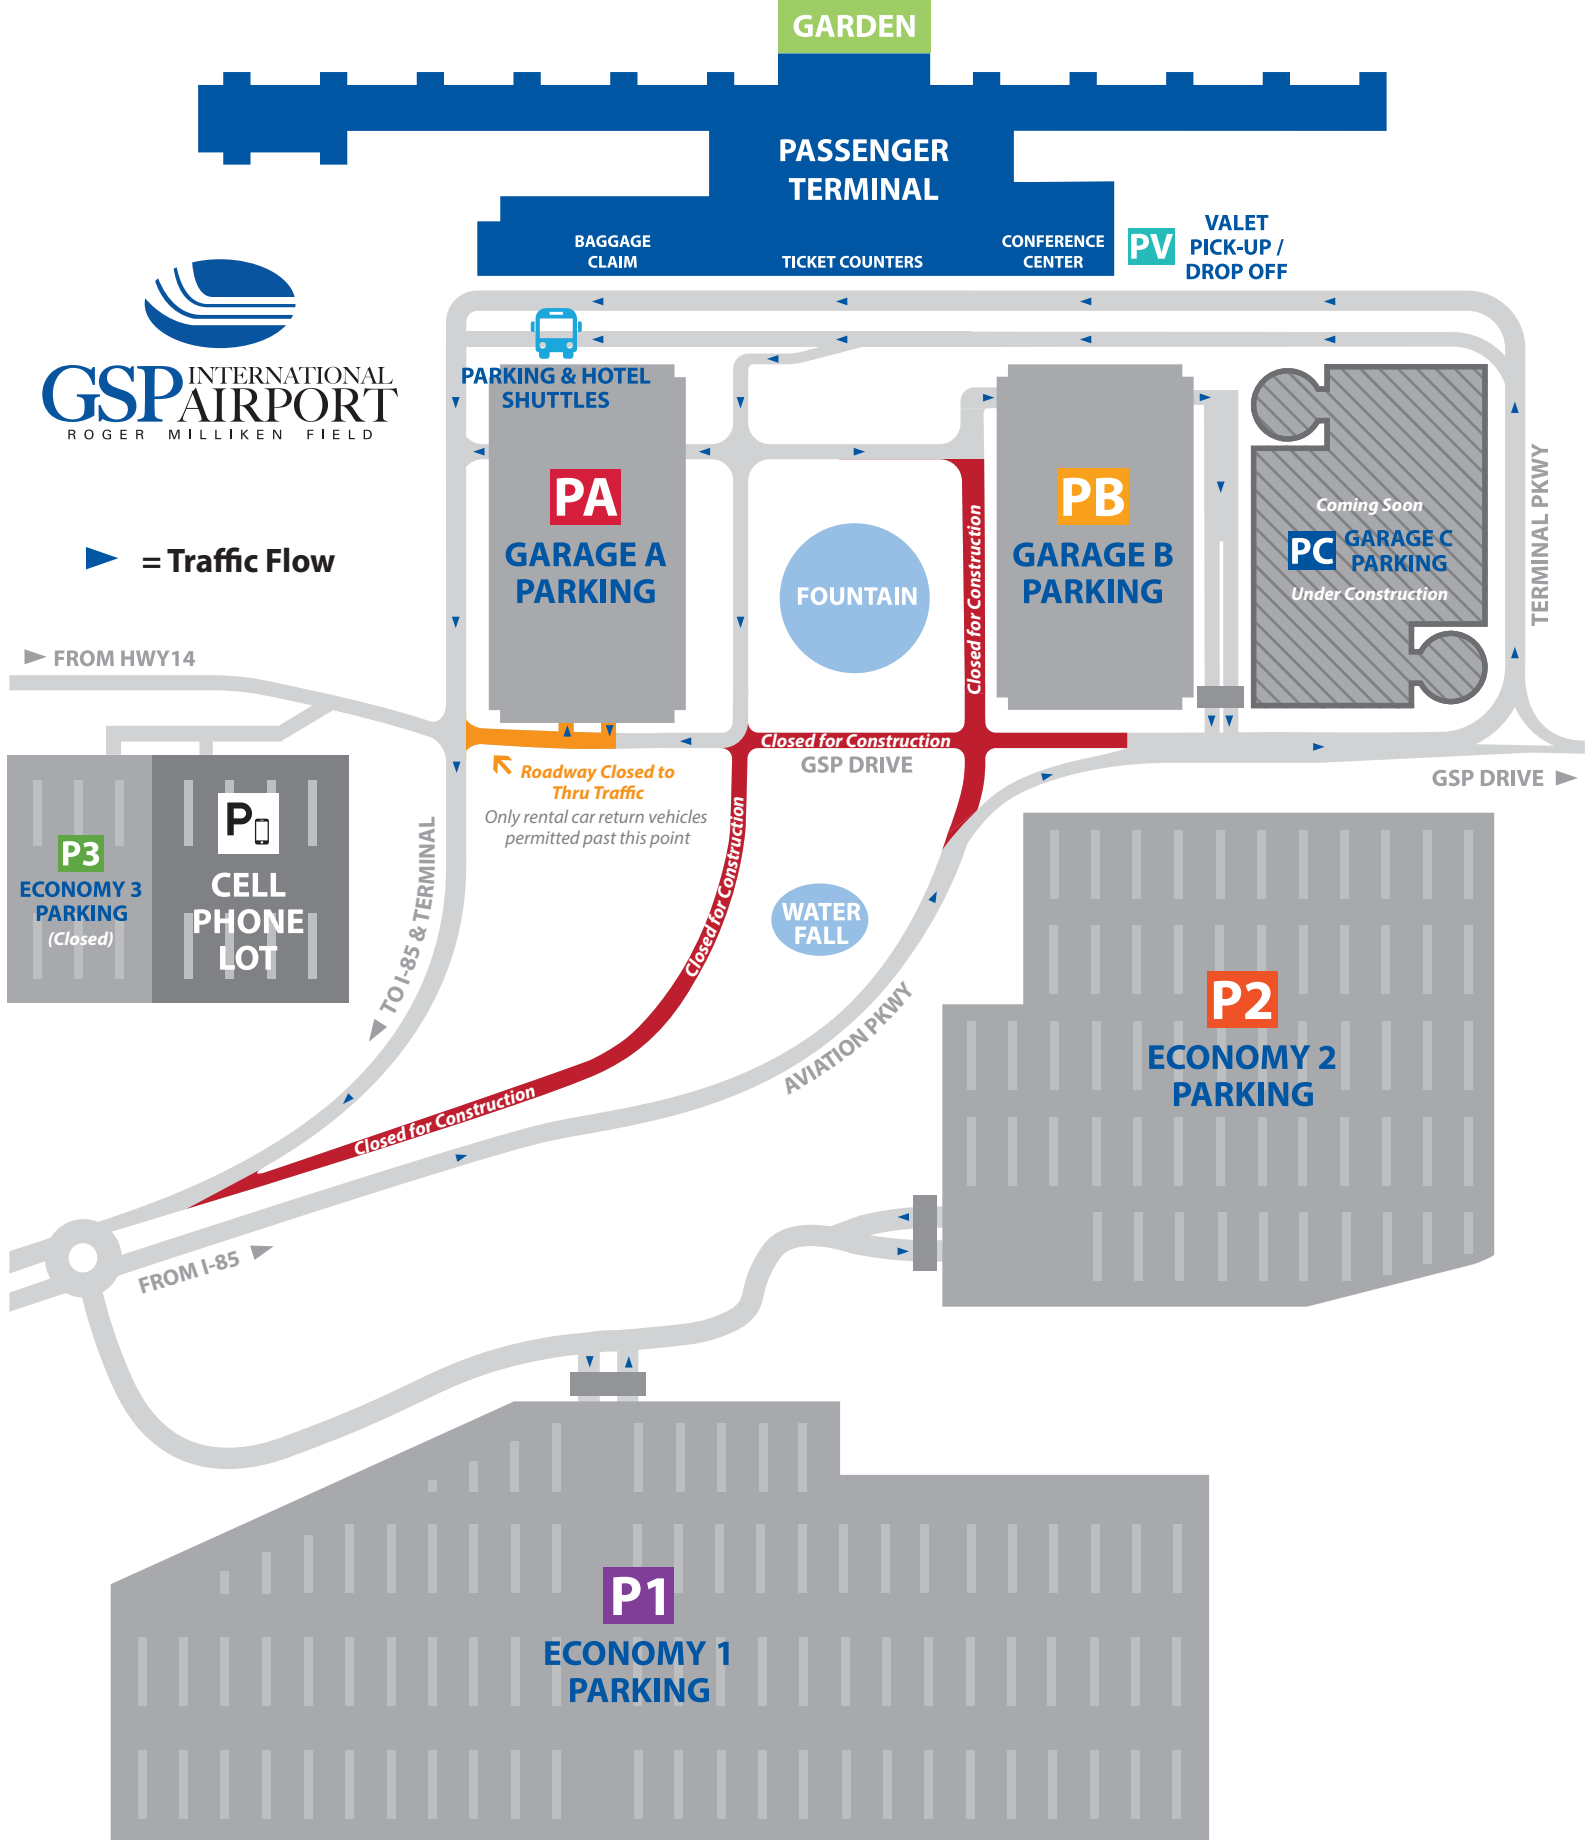 GARDEN
PASSENGER
TERMINAL
BAGGAGE
CLAIM
TICKET COUNTERS
CONFERENCE
CENTER
PV
VALET
PICK-UP /
DROP OFF
GSP INTERNATIONAL
AIRPORT
ROGER MILLIKEN FIELD
PARKING & HOTEL
SHUTTLES
= Traffic Flow
PA
GARAGE A
PARKING
FOUNTAIN
Closed for Construction
PB
GARAGE B
PARKING
Coming Soon
PC
GARAGE C
PARKING
Under Construction
TERMINAL PKWY
FROM HWY14
Closed for Construction
GSP DRIVE
GSP DRIVE
Roadway Closed to
Thru Traffic
Only rental car return vehicles
permitted past this point
P3
ECONOMY 3
PARKING
(Closed)
P
CELL
PHONE
LOT
TO I-85 & TERMINAL
Closed for Construction
Closed for Construction
WATER
FALL
AVIATION PKWY
P2
ECONOMY 2
PARKING
Closed for Construction
FROM I-85
P1
ECONOMY 1
PARKING